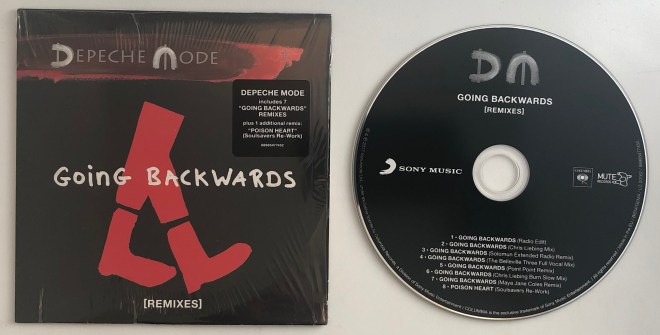 DEPECHE MODE
DEPECHE MODE
includes 7
"GOING BACKWARDS"
REMIXES
plus 1 additional remix:
"POISON HEART"
(Soulsavers Re-Work)
GOinG BACKWARDS
[REMIXES]
DM
GOING BACKWARDS
[REMIXES]
SONY MUSIC
COLUMBIA
MUTE
RECORDS
1 - GOING BACKWARDS (Radio Edit)
2 - GOING BACKWARDS (Chris Liebing Mix)
3 - GOING BACKWARDS (Solomun Extended Radio Remix)
4 - GOING BACKWARDS (The Belleville Three Full Vocal Mix)
5 - GOING BACKWARDS (Point Point Remix)
6 - GOING BACKWARDS (Chris Liebing Burn Slow Mix)
7 - GOING BACKWARDS (Maya Jane Coles Remix)
8 - POISON HEART (Soulsavers Re-Work)